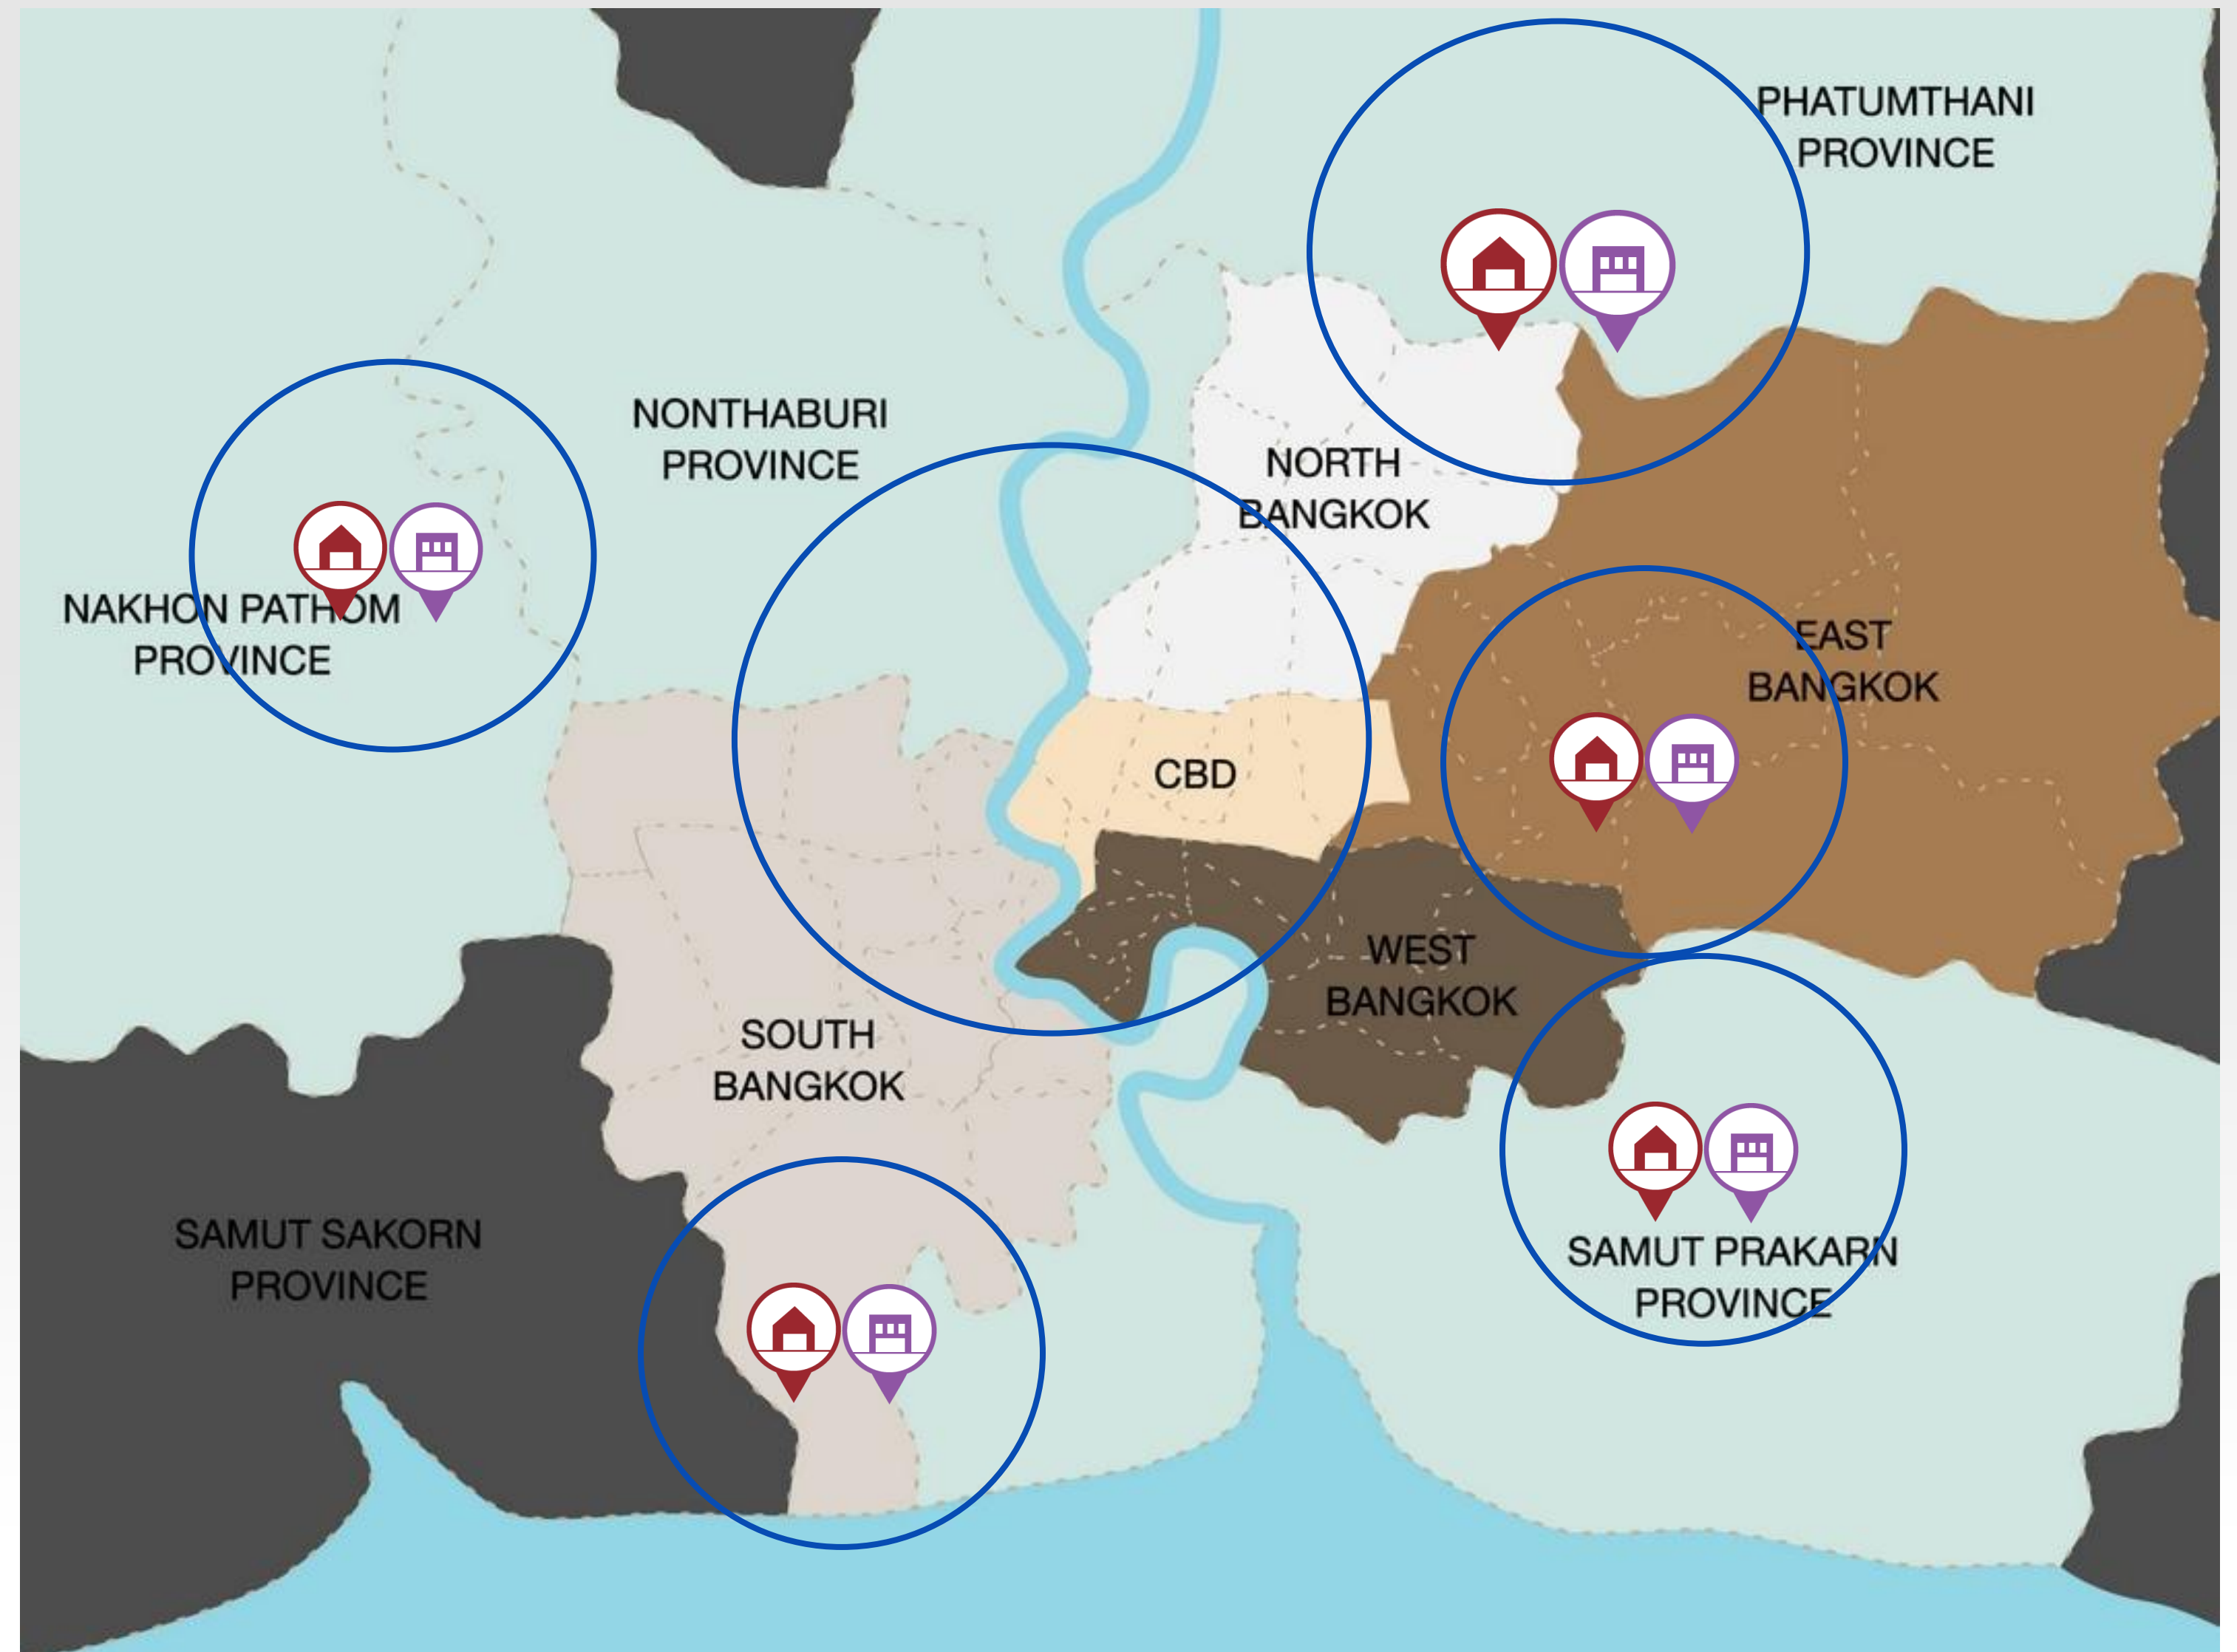 PHATUMTHANI
PROVINCE
NONTHABURI
PROVINCE
NORTH
BANGKOK
NAKHON PATHOM
PROVINCE
EAST
BANGKOK
CBD
WEST
BANGKOK
SOUTH
BANGKOK
SAMUT SAKORN
PROVINCE
SAMUT PRAKARN
PROVINCE